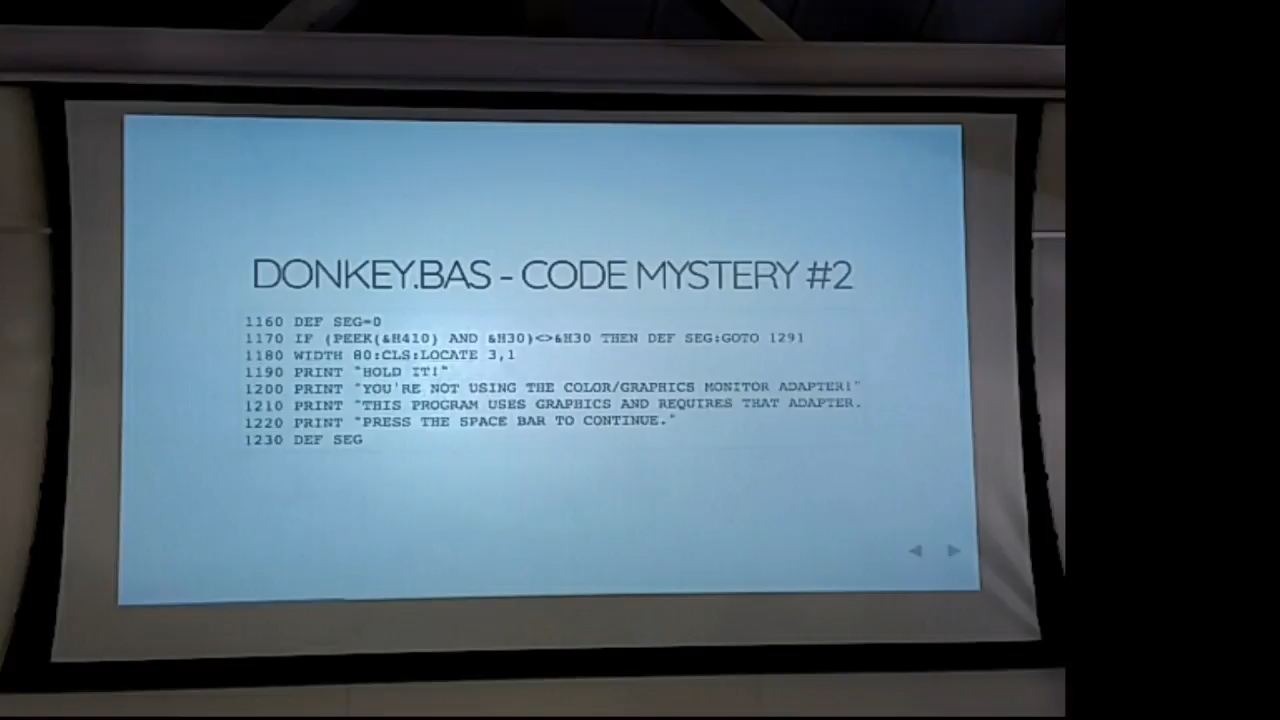 DONKEY.BAS - CODE MYSTERY #2
1160 DEF SEG=0
1170 IF (PEEK(&H410) AND &H30)<>&H30 THEN DEF SEG:GOTO 1291
1180 WIDTH 80:CLS:LOCATE 3,1
1190 PRINT "HOLD IT!"
1200 PRINT "YOU'RE NOT USING THE COLOR/GRAPHICS MONITOR ADAPTER!"
1210 PRINT "THIS PROGRAM USES GRAPHICS AND REQUIRES THAT ADAPTER.
1220 PRINT "PRESS THE SPACE BAR TO CONTINUE."
1230 DEF SEG